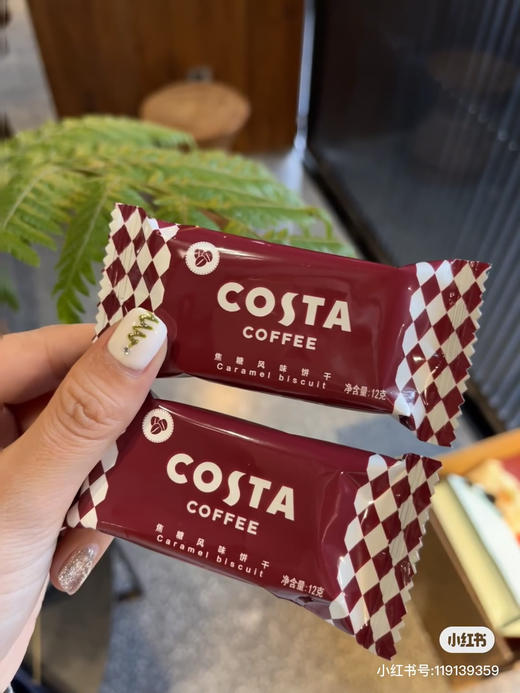 COSTA
COFFEE
焦糖风味饼干
Caramel biscuit
净含量:12克
COSTA
COFFEE
焦糖风味饼干
Caramel biscuit
净含量:12克
小红书
小红书号:119139359